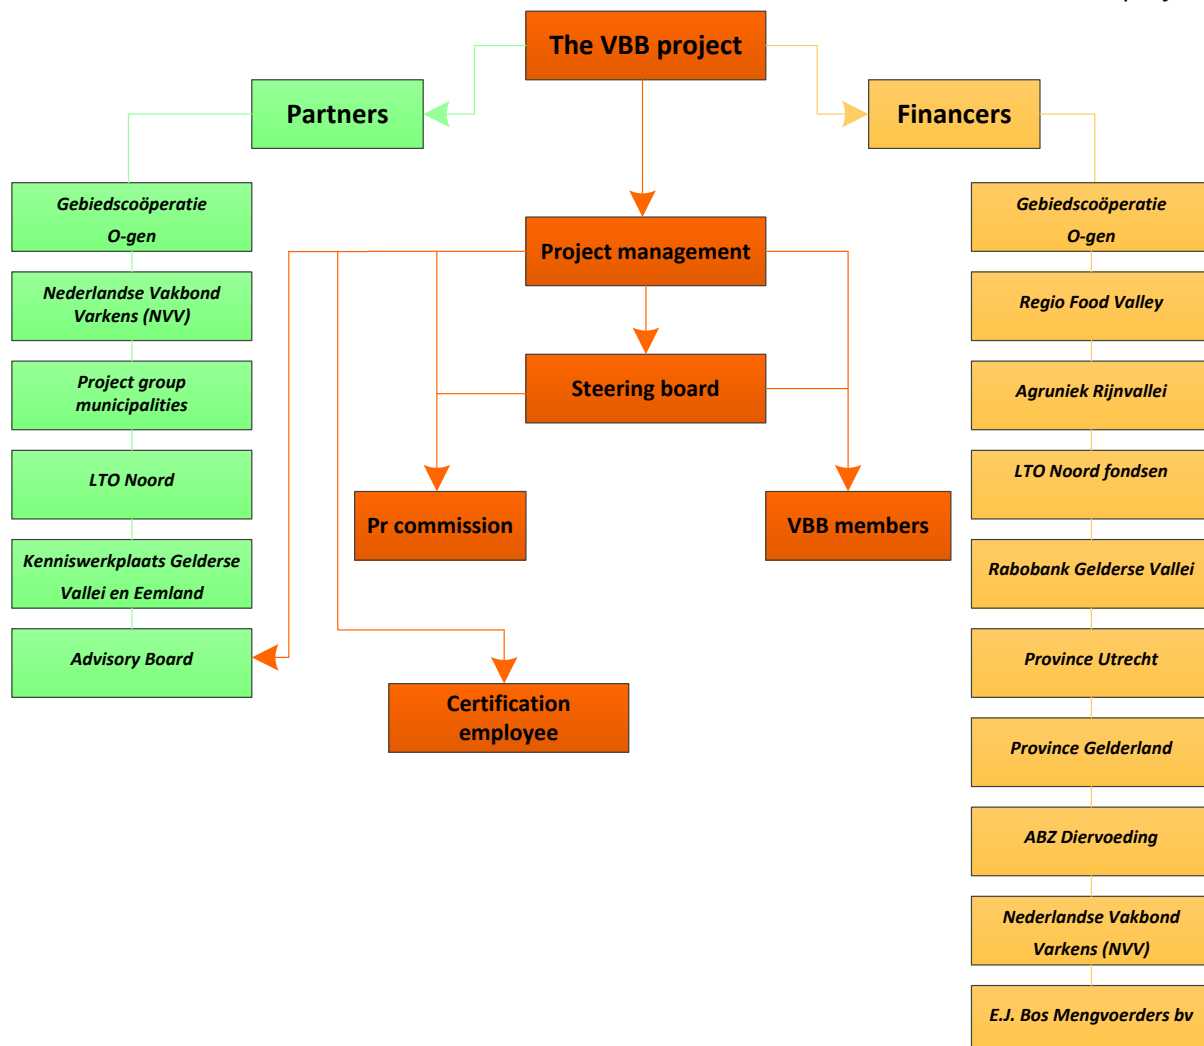 The VBB project
Partners
Financers
Gebiedscoöperatie
O-gen
Nederlandse Vakbond
Varkens (NVV)
Project group
municipalities
LTO Noord
Kenniswerkplaats Gelderse
Vallei en Eemland
Advisory Board
Project management
Steering board
Pr commission
VBB members
Certification
employee
Gebiedscoöperatie
O-gen
Regio Food Valley
Agruniek Rijnvallei
LTO Noord fondsen
Rabobank Gelderse Vallei
Province Utrecht
Province Gelderland
ABZ Diervoeding
Nederlandse Vakbond
Varkens (NVV)
E.J. Bos Mengvoerders bv